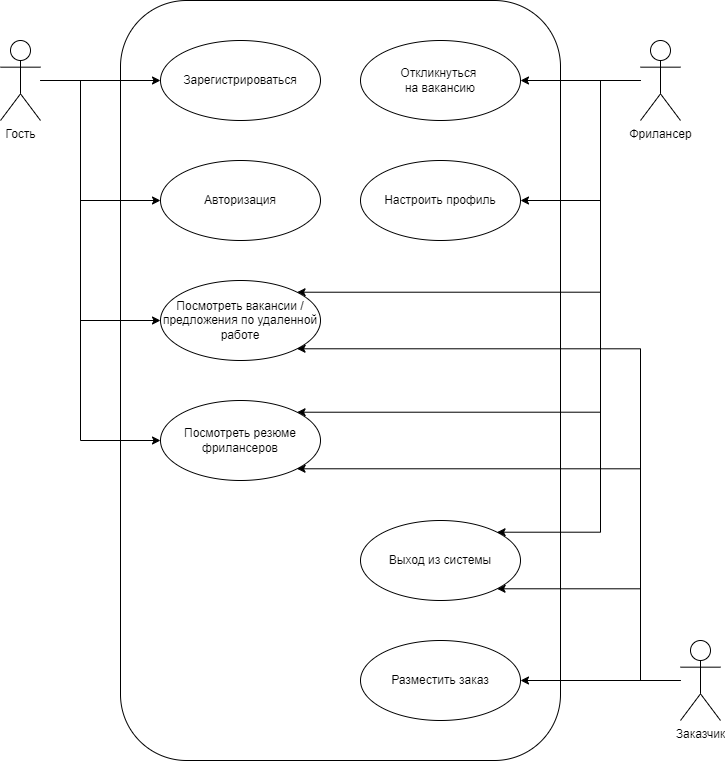 Зарегистрироваться
Откликнуться
на вакансию
Гость
Фрилансер
Авторизация
Настроить профиль
Посмотреть вакансии /
предложения по удаленной
работе
Посмотреть резюме
фрилансеров
Выход из системы
Разместить заказ
Заказчик